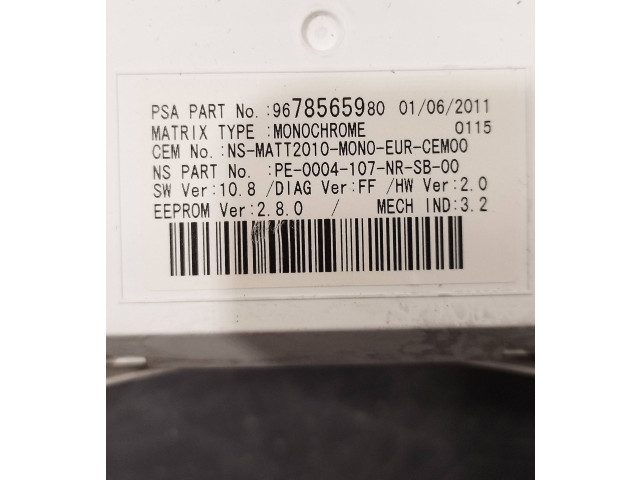 PSA PART No.:9678565980 01/06/2011
MATRIX TYPE :MONOCHROME 0115
CEM No.:NS-MATT2010-MONO-EUR-CEM00
NS PART No. :PE-0004-107-NR-SB-00
SW Ver:10.8 /DIAG Ver:FF /HW Ver:2.0
EEPROM Ver:2.8.0 / MECH IND:3.2